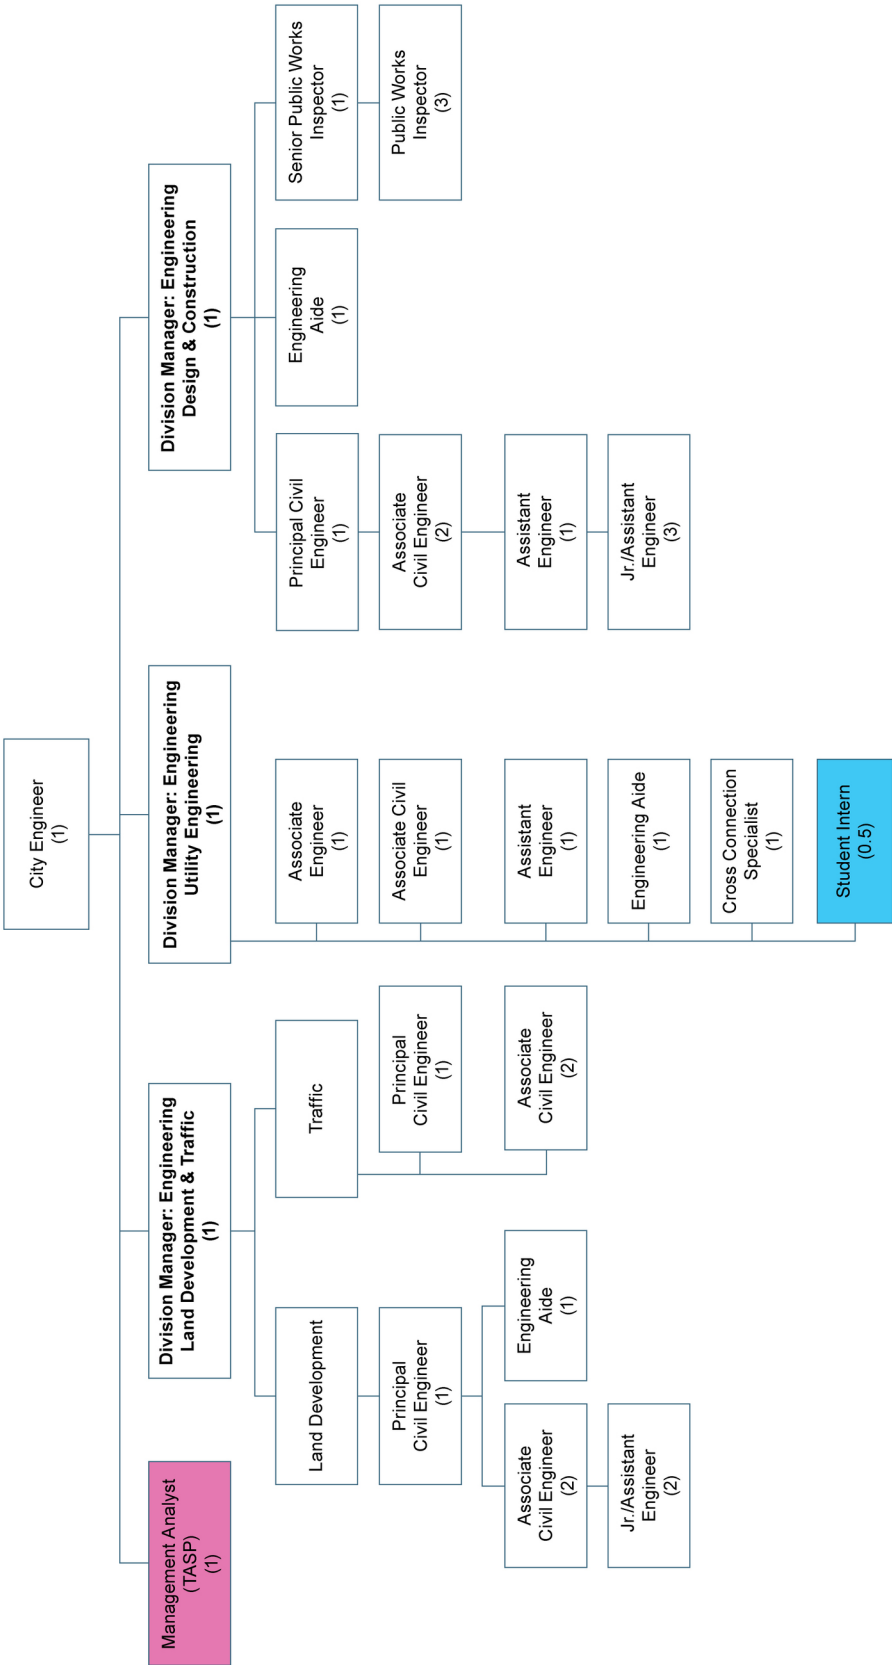 City Engineer
(1)
Management Analyst
(TASP)
(1)
Division Manager: Engineering
Land Development & Traffic
(1)
Division Manager: Engineering
Utility Engineering
(1)
Division Manager: Engineering
Design & Construction
(1)
Land Development
Principal
Civil Engineer
(1)
Associate
Civil Engineer
(2)
Jr./Assistant
Engineer
(2)
Engineering
Aide
(1)
Traffic
Principal
Civil Engineer
(1)
Associate
Civil Engineer
(2)
Associate
Engineer
(1)
Associate Civil
Engineer
(1)
Assistant
Engineer
(1)
Engineering Aide
(1)
Cross Connection
Specialist
(1)
Student Intern
(0.5)
Principal Civil
Engineer
(1)
Associate
Civil Engineer
(2)
Assistant
Engineer
(1)
Jr./Assistant
Engineer
(3)
Engineering
Aide
(1)
Senior Public Works
Inspector
(1)
Public Works
Inspector
(3)